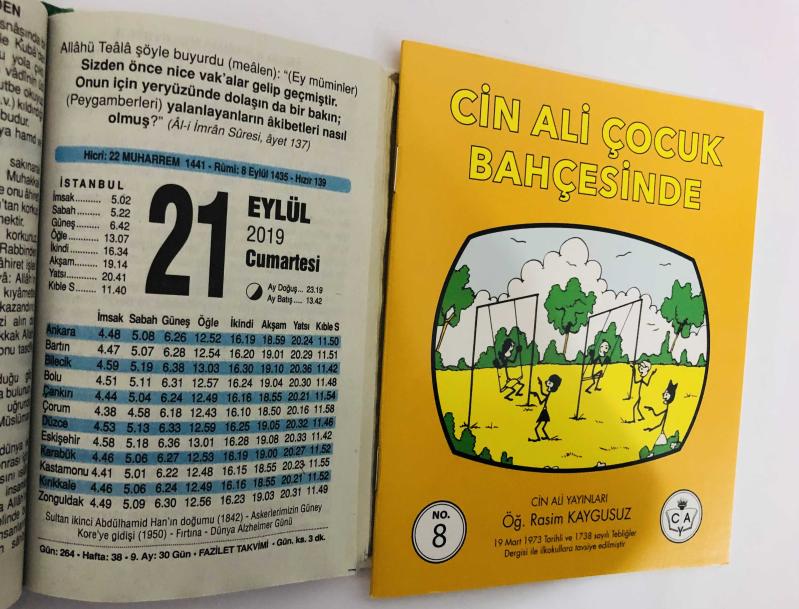 DEN
Allâhü Teâlâ şöyle buyurdu (meâlen): "(Ey müminler)
Sizden önce nice vak'alar gelip geçmiştir.
Onun için yeryüzünde dolaşın da bir bakın;
(Peygamberleri) yalanlayanların âkıbetleri nasıl
olmuş?" (Âl-i İmrân Sûresi, âyet 137)
Hicri: 22 MUHARREM 1441 - Rûmi: 8 Eylül 1435 - Hızır 139
İSTANBUL
İmsak.......... 5.02
Sabah ......... 5.22
Güneş......... 6.42
Öğle ........... 13.07
İkindi .......... 16.34
Akşam........ 19.14
Yatsı........... 20.41
Kıble S........ 11.40
21
EYLÜL
2019
Cumartesi
Ay Doğuş... 23.19
Ay Batış .... 13.42
İmsak Sabah Güneş Öğle İkindi Akşam Yatsı Kıble S
Ankara 4.48 5.08 6.26 12.52 16.19 18.59 20.24 11.50
Bartın 4.47 5.07 6.28 12.54 16.20 19.01 20.29 11.51
Bilecik 4.59 5.19 6.38 13.03 16.30 19.10 20.36 11.42
Bolu 4.51 5.11 6.31 12.57 16.24 19.04 20.30 11.48
Çankırı 4.44 5.04 6.24 12.49 16.16 18.55 20.21 11.54
Çorum 4.38 4.58 6.18 12.43 16.10 18.50 20.16 11.58
Düzce 4.53 5.13 6.33 12.59 16.25 19.05 20.32 11.46
Eskişehir 4.58 5.18 6.36 13.01 16.28 19.08 20.33 11.42
Karabük 4.46 5.06 6.27 12.53 16.19 19.00 20.27 11.52
Kastamonu 4.41 5.01 6.22 12.48 16.15 18.55 20.23 11.55
Kırıkkale 4.46 5.06 6.24 12.49 16.16 18.55 20.21 11.52
Zonguldak 4.49 5.09 6.30 12.56 16.23 19.03 20.31 11.49
Sultan ikinci Abdülhamid Han'ın doğumu (1842) - Askerlerimizin Güney
Kore'ye gidişi (1950) - Fırtına - Dünya Alzheimer Günü
Gün: 264 - Hafta: 38 - 9. Ay: 30 Gün - FAZİLET TAKVİMİ - Gün. ks. 3 dk.
CİN ALİ ÇOCUK
BAHÇESİNDE
CİN ALİ YAYINLARI
Öğ. Rasim KAYGUSUZ
19 Mart 1973 Tarihli ve 1738 sayılı Tebliğler
Dergisi ile ilkokullara tavsiye edilmiştir
NO.
8
C A
Y